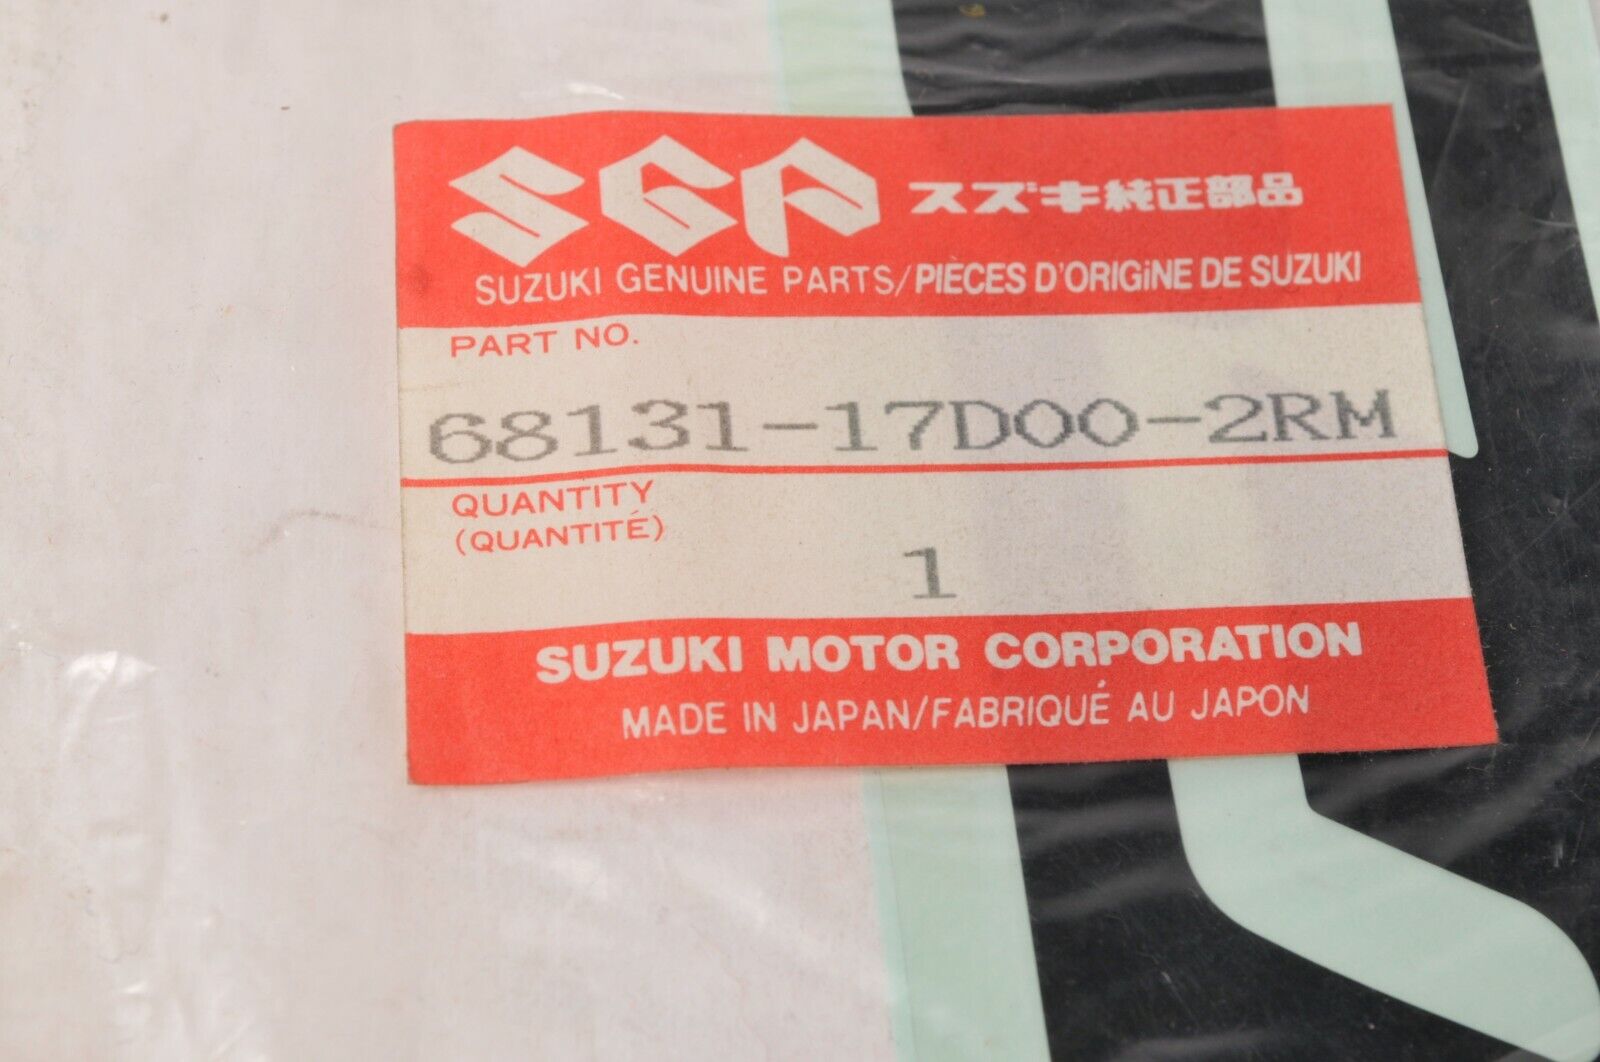 SGP スズキ純正部品
SUZUKI GENUINE PARTS/PIÈCES D'ORIGiNE DE SUZUKI
PART NO.
68131-17D00-2RM
QUANTITY
(QUANTITÉ)
1
SUZUKI MOTOR CORPORATION
MADE IN JAPAN/FABRIQUÉ AU JAPON